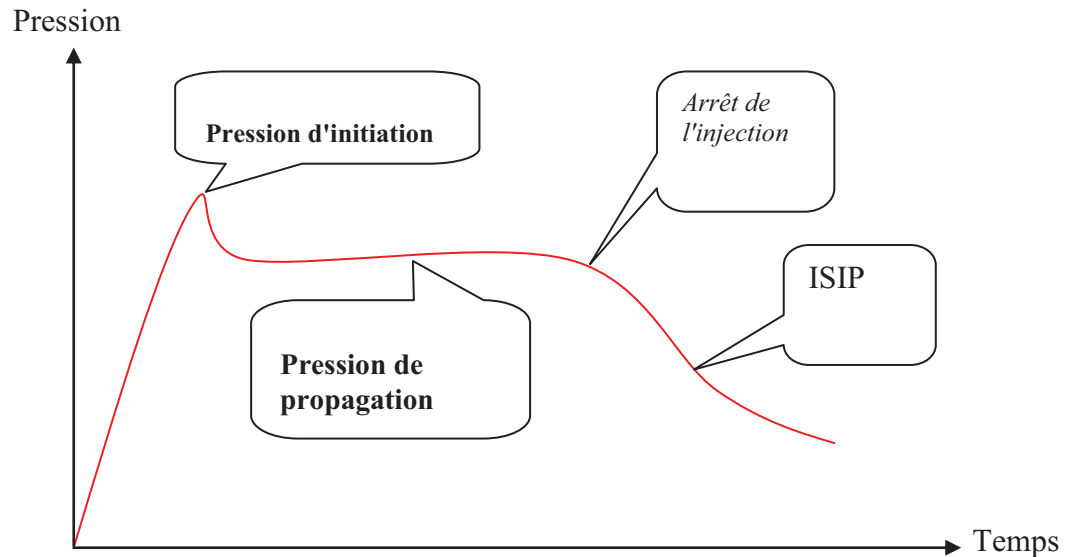 Pression
Pression d'initiation
Arrêt de
l'injection
ISIP
Pression de
propagation
Temps